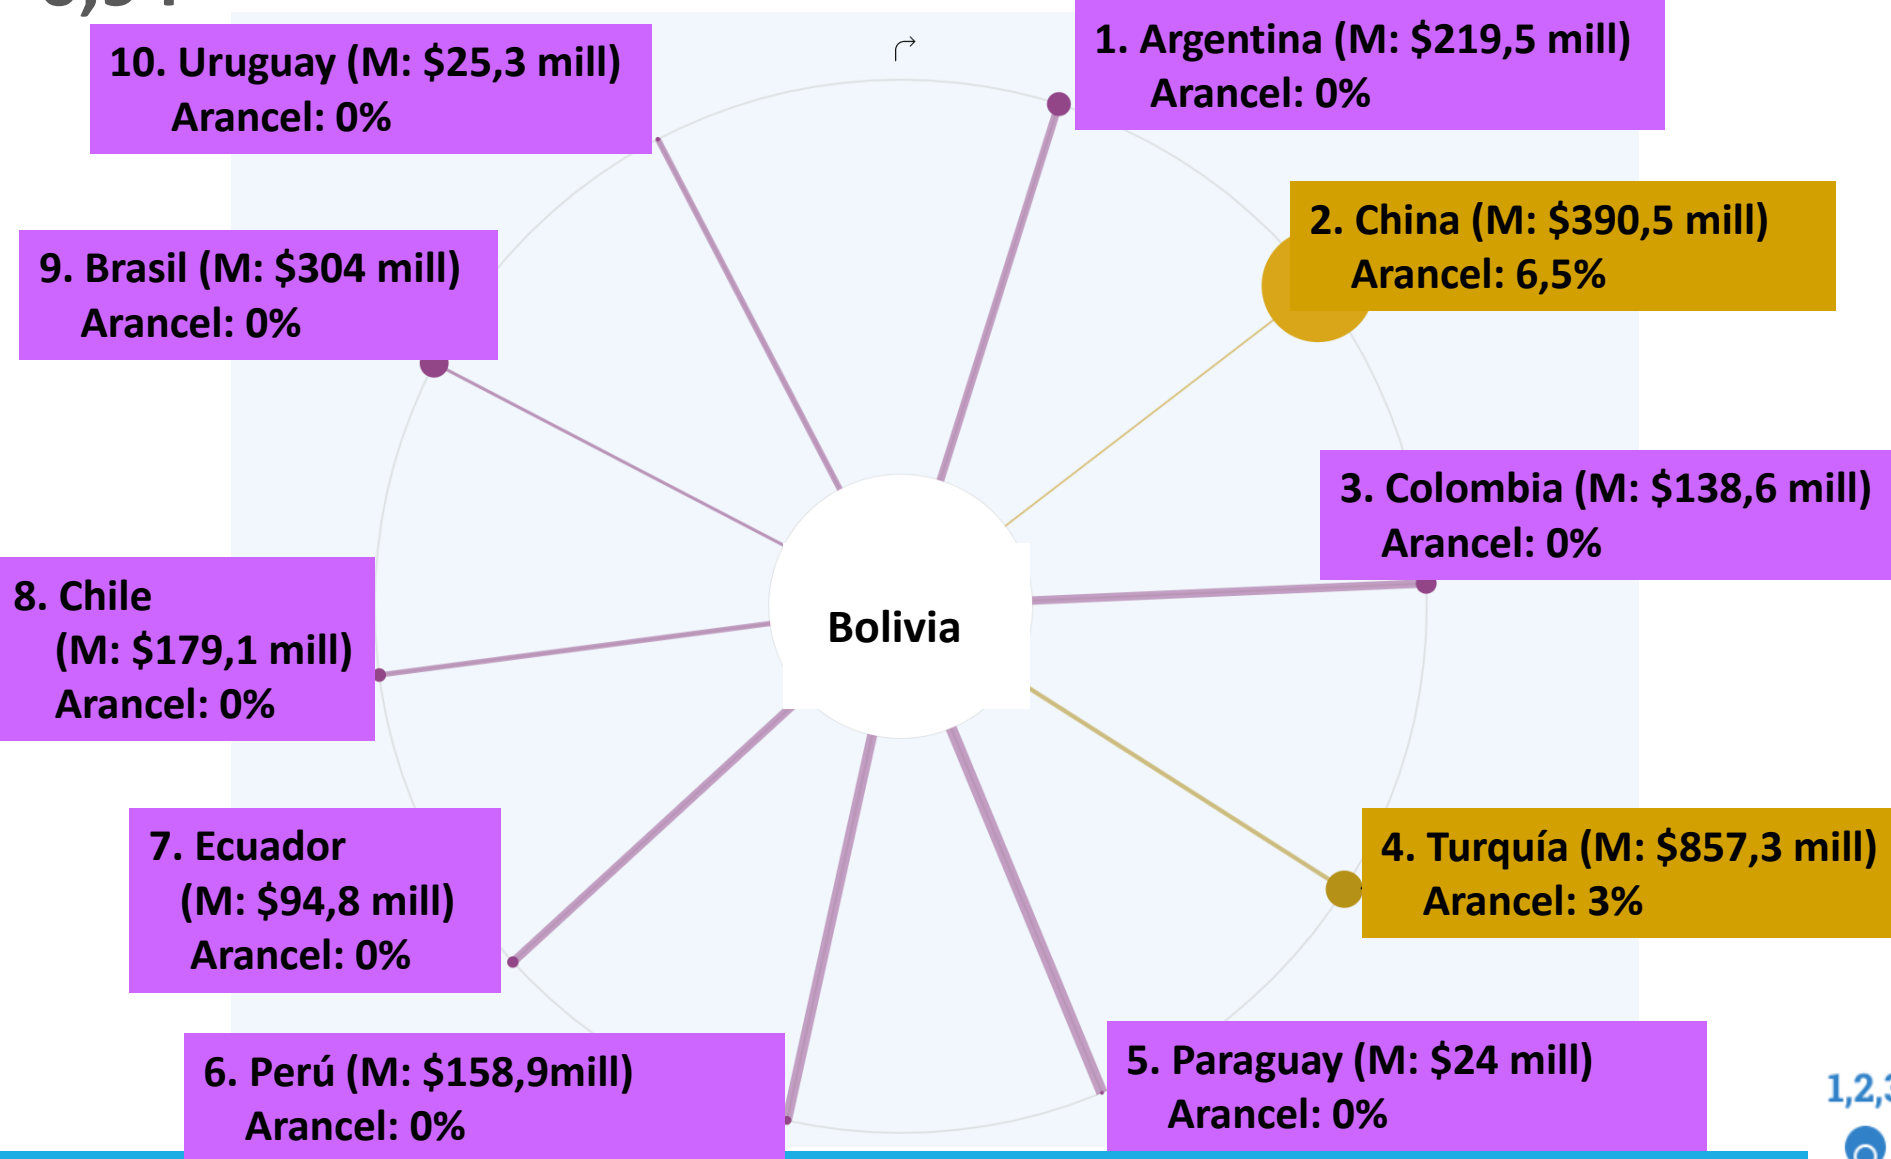 10. Uruguay (M: $25,3 mill)
Arancel: 0%
1. Argentina (M: $219,5 mill)
Arancel: 0%
2. China (M: $390,5 mill)
Arancel: 6,5%
9. Brasil (M: $304 mill)
Arancel: 0%
3. Colombia (M: $138,6 mill)
Arancel: 0%
8. Chile
(M: $179,1 mill)
Arancel: 0%
Bolivia
7. Ecuador
(M: $94,8 mill)
Arancel: 0%
4. Turquía (M: $857,3 mill)
Arancel: 3%
6. Perú (M: $158,9mill)
Arancel: 0%
5. Paraguay (M: $24 mill)
Arancel: 0%
1,2,3